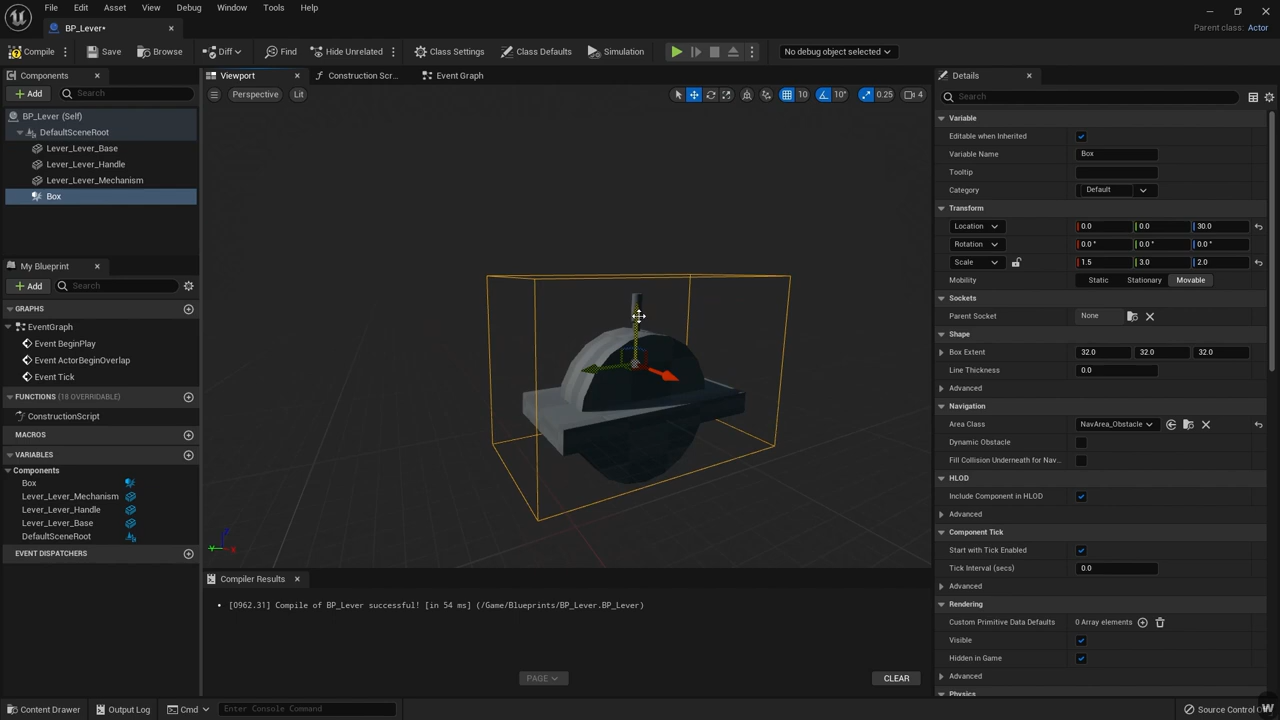 File Edit Asset View Debug Window Tools Help
BP_Lever•
Parent class: Actor
Compile Save Browse Diff Find Hide Unrelated Class Settings Class Defaults Simulation No debug object selected
Components
Add Search
BP_Lever (Self)
DefaultSceneRoot
Lever_Lever_Base
Lever_Lever_Handle
Lever_Lever_Mechanism
Box
My Blueprint
Add Search
GRAPHS
EventGraph
Event BeginPlay
Event ActorBeginOverlap
Event Tick
FUNCTIONS (18 OVERRIDABLE)
ConstructionScript
MACROS
VARIABLES
Components
Box
Lever_Lever_Mechanism
Lever_Lever_Handle
Lever_Lever_Base
DefaultSceneRoot
EVENT DISPATCHERS
Viewport Construction Scr... Event Graph
Perspective Lit 10 10° 0.25 4
Z Y X
Compiler Results
• [0962.31] Compile of BP_Lever successful! [in 54 ms] (/Game/Blueprints/BP_Lever.BP_Lever)
PAGE CLEAR
Details
Search
Variable
Editable when Inherited
Variable Name Box
Tooltip
Category Default
Transform
Location 0.0 0.0 30.0
Rotation 0.0 ° 0.0 ° 0.0 °
Scale 1.5 3.0 2.0
Mobility Static Stationary Movable
Sockets
Parent Socket None
Shape
Box Extent 32.0 32.0 32.0
Line Thickness 0.0
Advanced
Navigation
Area Class NavArea_Obstacle
Dynamic Obstacle
Fill Collision Underneath for Nav...
HLOD
Include Component in HLOD
Advanced
Component Tick
Start with Tick Enabled
Tick Interval (secs) 0.0
Advanced
Rendering
Custom Primitive Data Defaults 0 Array elements
Visible
Hidden in Game
Advanced
Physics
Content Drawer Output Log Cmd Enter Console Command Source Control